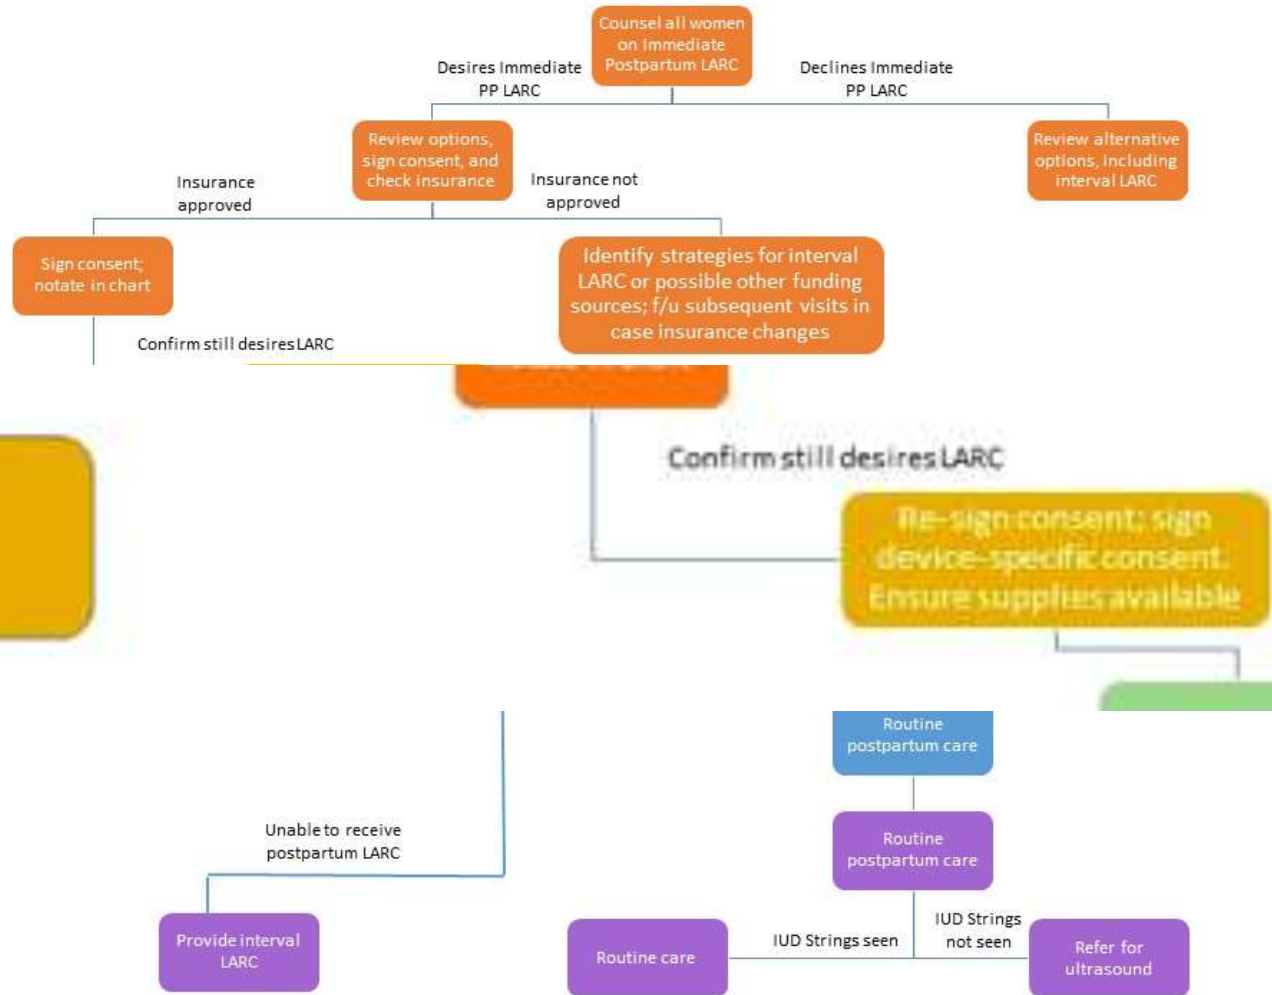 Counsel all women
on Immediate
Postpartum LARC
Desires Immediate
PP LARC
Declines Immediate
PP LARC
Review options,
sign consent, and
check insurance
Review alternative
options, including
interval LARC
Insurance
approved
Insurance not
approved
Sign consent;
notate in chart
Identify strategies for interval
LARC or possible other funding
sources; f/u subsequent visits in
case insurance changes
Confirm still desires LARC
Confirm still desires LARC
Re-sign consent; sign
device-specific consent.
Ensure supplies available
Routine
postpartum care
Unable to receive
postpartum LARC
Routine
postpartum care
Provide interval
LARC
Routine care
IUD Strings seen
IUD Strings
not seen
Refer for
ultrasound